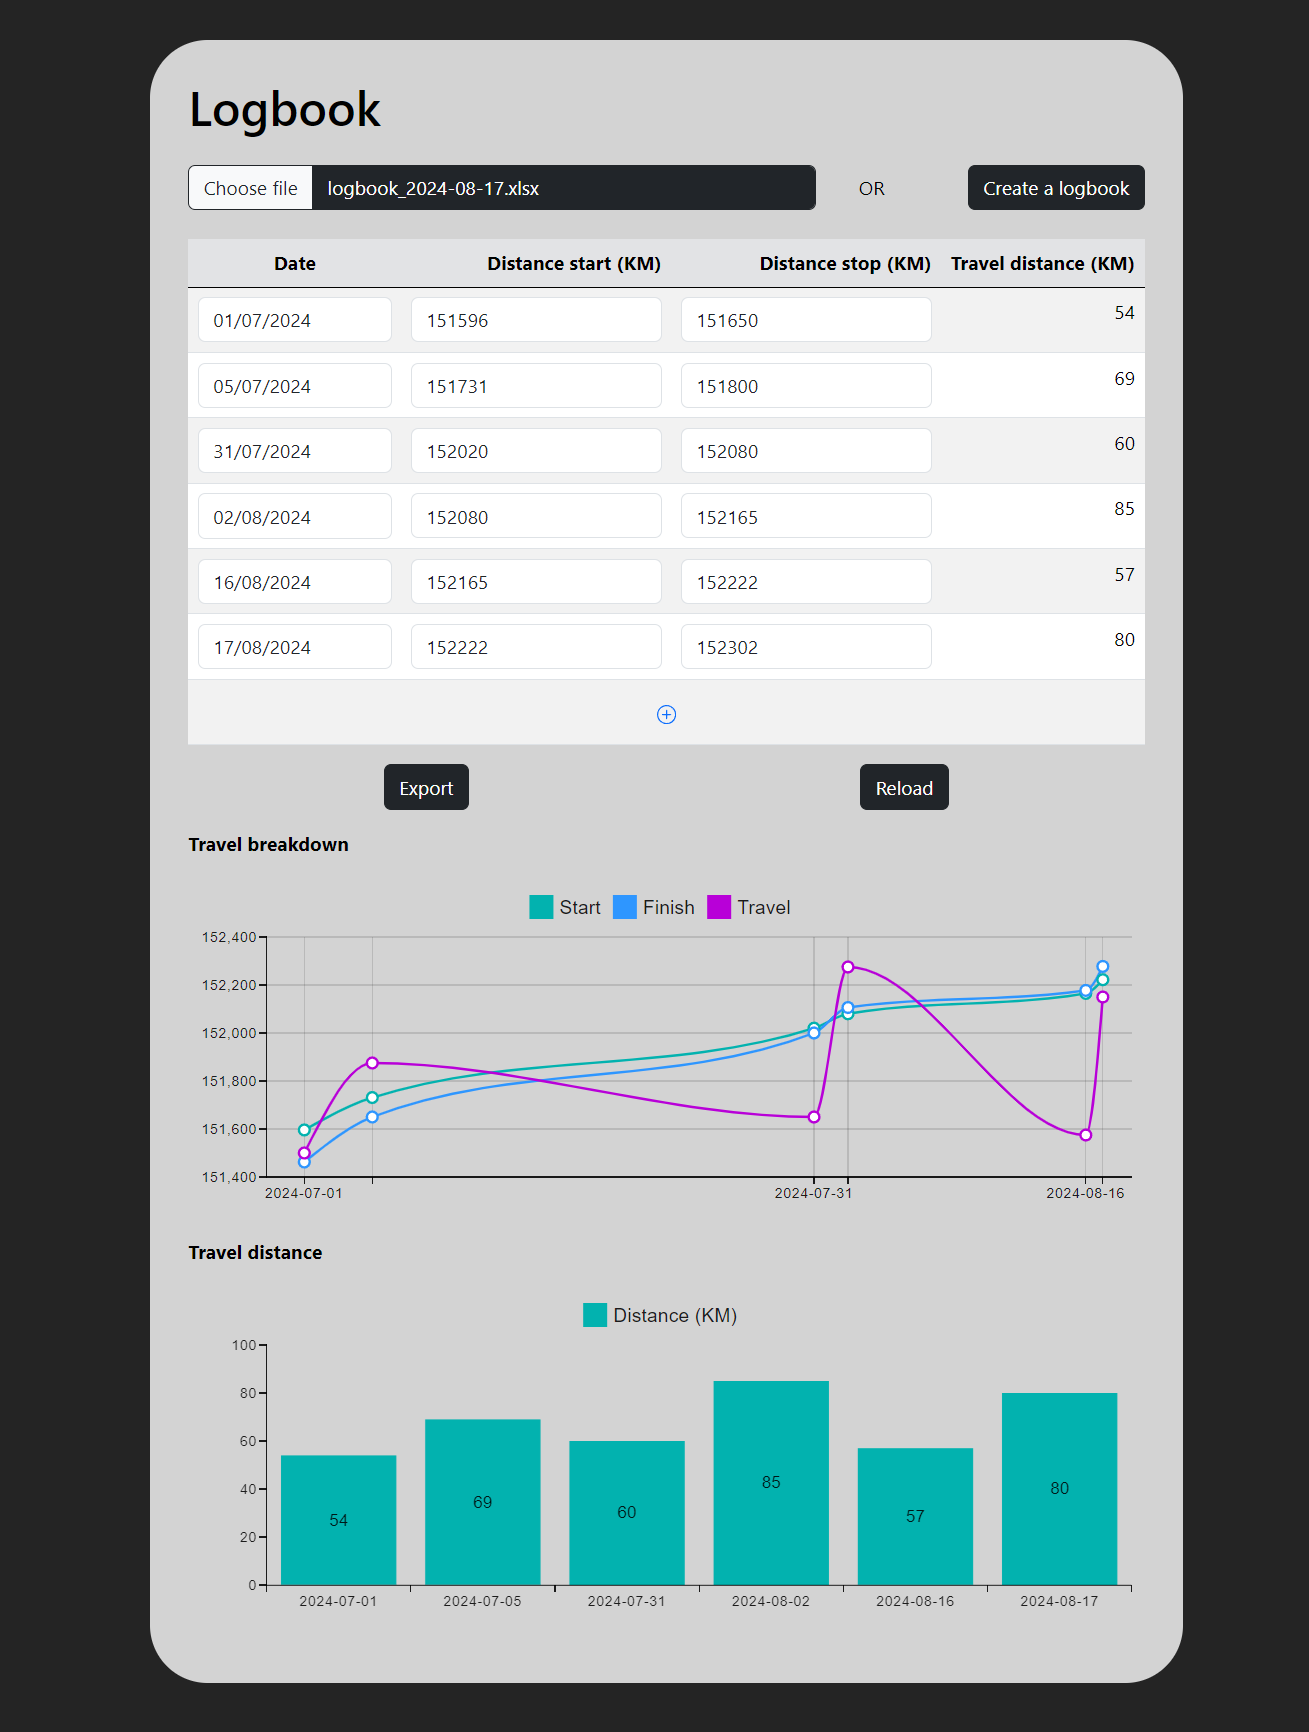 Logbook
Choose file logbook_2024-08-17.xlsx OR Create a logbook
Date Distance start (KM) Distance stop (KM) Travel distance (KM)
01/07/2024 151596 151650 54
05/07/2024 151731 151800 69
31/07/2024 152020 152080 60
02/08/2024 152080 152165 85
16/08/2024 152165 152222 57
17/08/2024 152222 152302 80
Export Reload
Travel breakdown
Start Finish Travel
152,400
152,200
152,000
151,800
151,600
151,400
2024-07-01 2024-07-31 2024-08-16
Travel distance
Distance (KM)
100
80
60
40
20
0
54 69 60 85 57 80
2024-07-01 2024-07-05 2024-07-31 2024-08-02 2024-08-16 2024-08-17